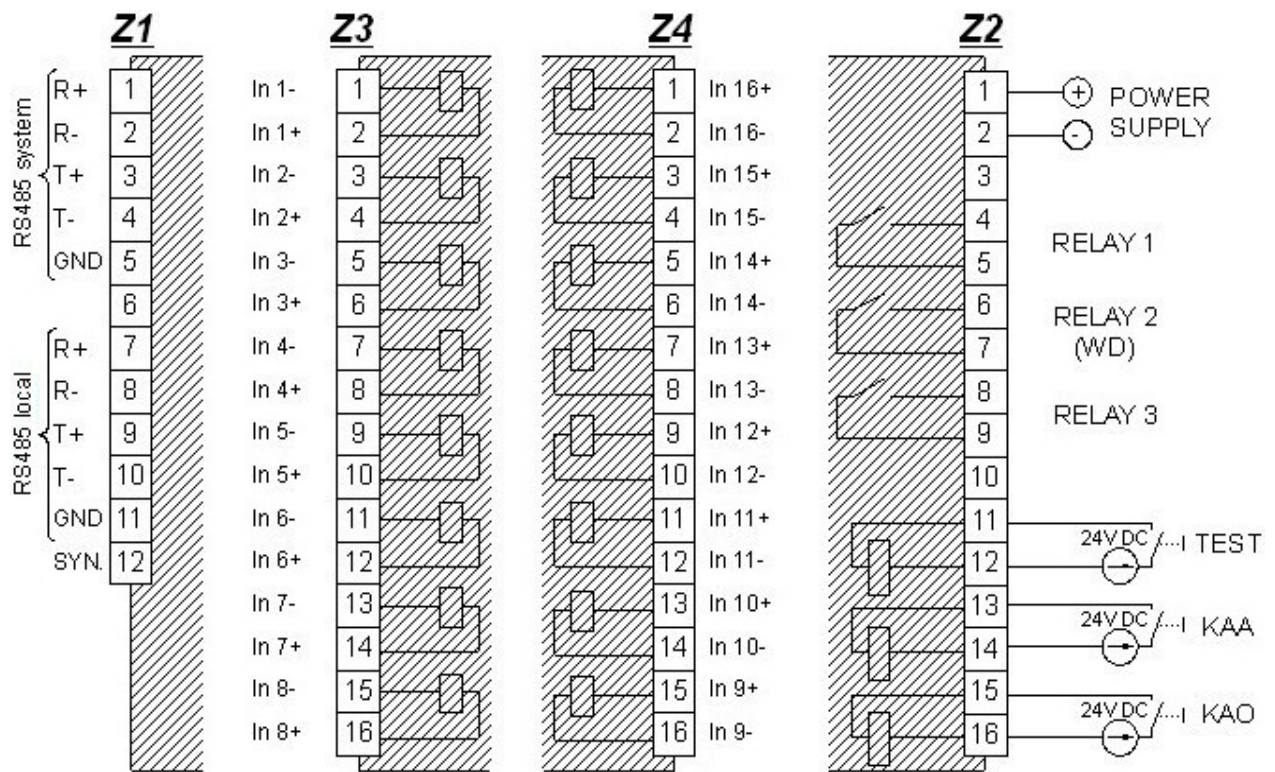 Z1
RS485 system
R+ 1
R- 2
T+ 3
T- 4
GND 5
6
RS485 local
R+ 7
R- 8
T+ 9
T- 10
GND 11
SYN. 12
Z3
In 1- 1
In 1+ 2
In 2- 3
In 2+ 4
In 3- 5
In 3+ 6
In 4- 7
In 4+ 8
In 5- 9
In 5+ 10
In 6- 11
In 6+ 12
In 7- 13
In 7+ 14
In 8- 15
In 8+ 16
Z4
1 In 16+
2 In 16-
3 In 15+
4 In 15-
5 In 14+
6 In 14-
7 In 13+
8 In 13-
9 In 12+
10 In 12-
11 In 11+
12 In 11-
13 In 10+
14 In 10-
15 In 9+
16 In 9-
Z2
1 +
2 -
POWER
SUPPLY
3
4
5
RELAY 1
6
7
RELAY 2
(WD)
8
9
RELAY 3
10
11
12
24V DC TEST
13
14
24V DC KAA
15
16
24V DC KAO